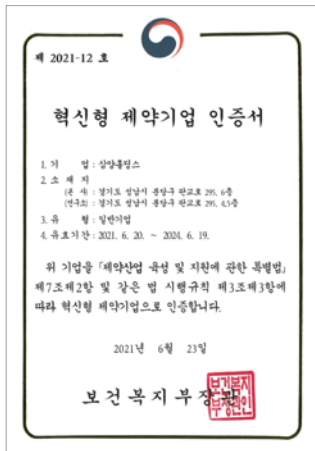 제 2021-12 호
혁신형 제약기업 인증서
1. 기 업 : 삼양홀딩스
2. 소 재 지
(본 사) : 경기도 성남시 분당구 판교로 295, 6층
(연구소) : 경기도 성남시 분당구 판교로 295, 4,5층
3. 유 형 : 일반기업
4. 유효기간 : 2021. 6. 20. ~ 2024. 6. 19.
위 기업을 「제약산업 육성 및 지원에 관한 특별법」
제7조제2항 및 같은 법 시행규칙 제3조제3항에
따라 혁신형 제약기업으로 인증합니다.
2021년 6월 23일
보건복지부장관
보건복지
부장관인